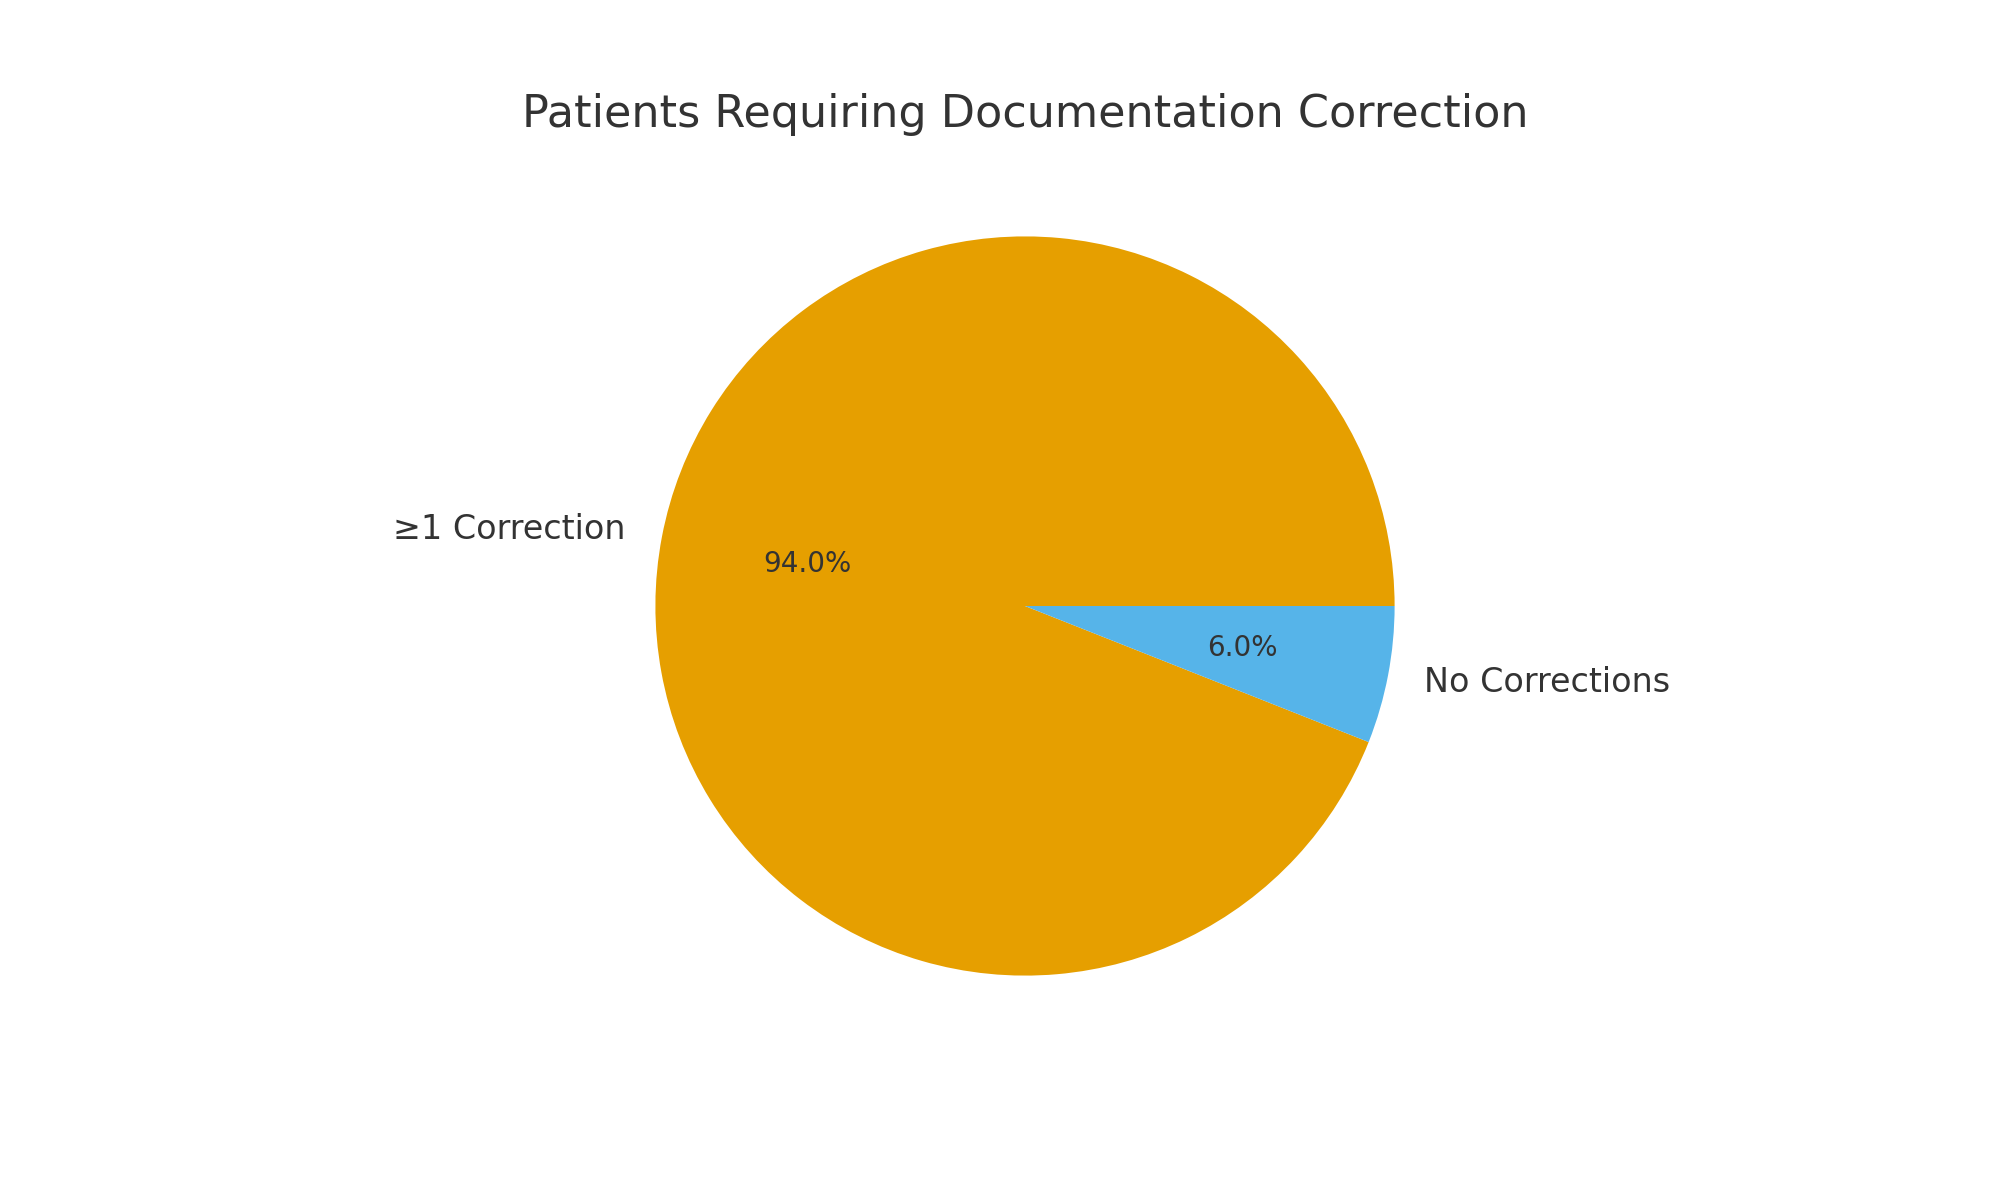 Patients Requiring Documentation Correction
≥1 Correction
94.0%
6.0%
No Corrections